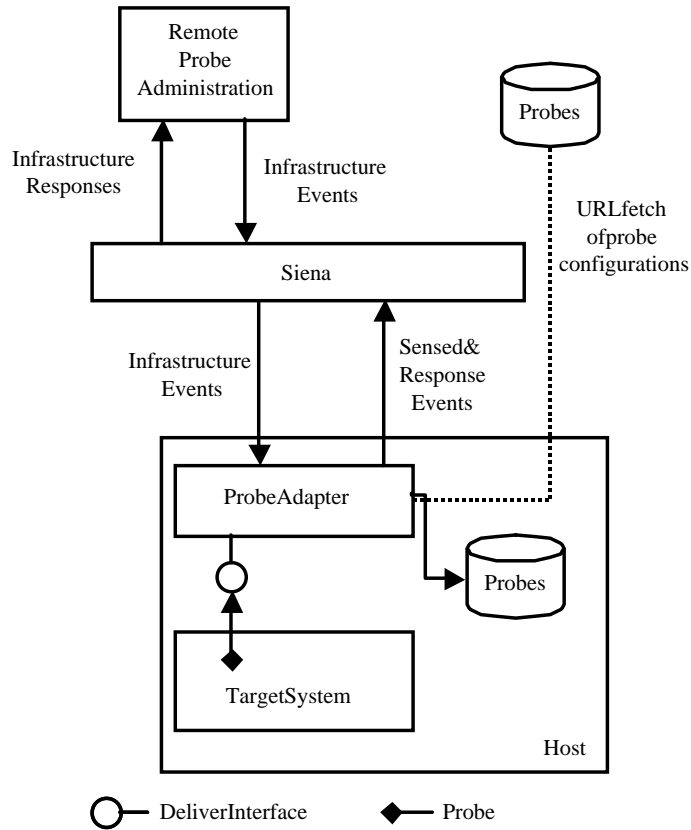 Remote
Probe
Administration
Probes
Infrastructure
Responses
Infrastructure
Events
URLfetch
ofprobe
configurations
Siena
Infrastructure
Events
Sensed&
Response
Events
ProbeAdapter
Probes
TargetSystem
Host
DeliverInterface
Probe